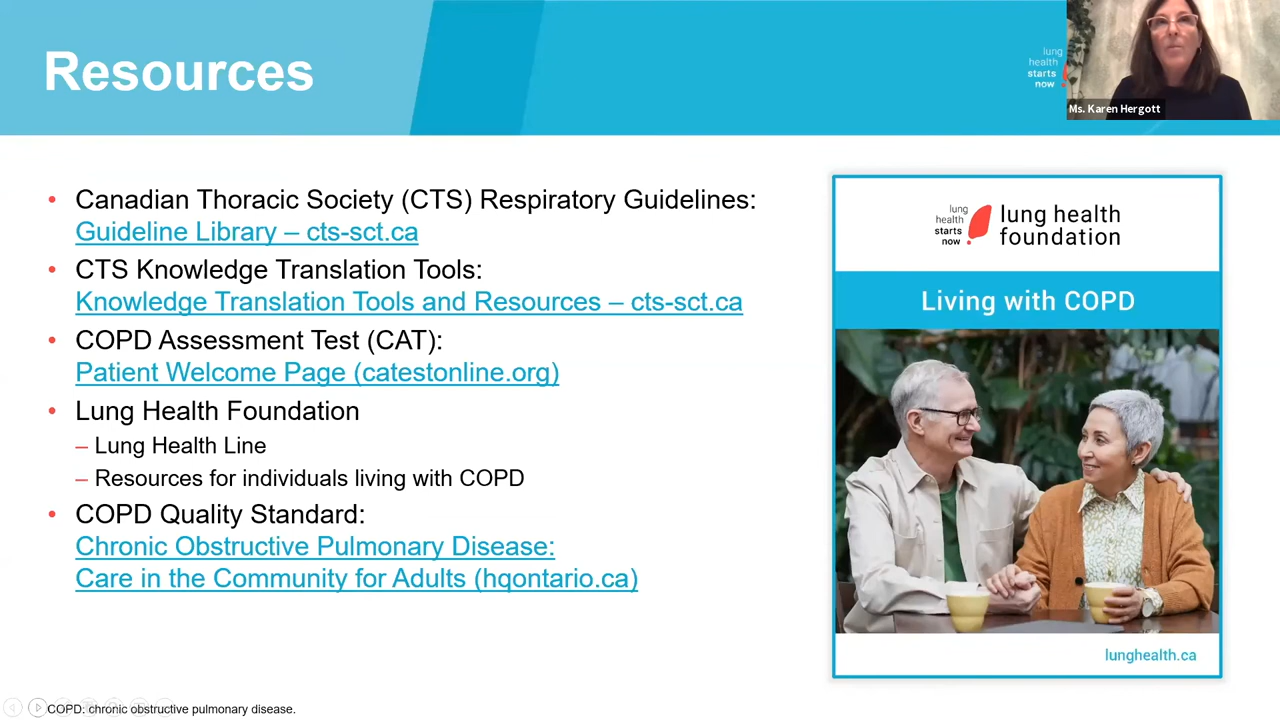 Resources
lung
health
starts
now
Ms. Karen Hergott
• Canadian Thoracic Society (CTS) Respiratory Guidelines:
Guideline Library – cts-sct.ca
• CTS Knowledge Translation Tools:
Knowledge Translation Tools and Resources – cts-sct.ca
• COPD Assessment Test (CAT):
Patient Welcome Page (catestonline.org)
• Lung Health Foundation
– Lung Health Line
– Resources for individuals living with COPD
• COPD Quality Standard:
Chronic Obstructive Pulmonary Disease:
Care in the Community for Adults (hqontario.ca)
lung
health
starts
now
lung health
foundation
Living with COPD
lunghealth.ca
COPD: chronic obstructive pulmonary disease.